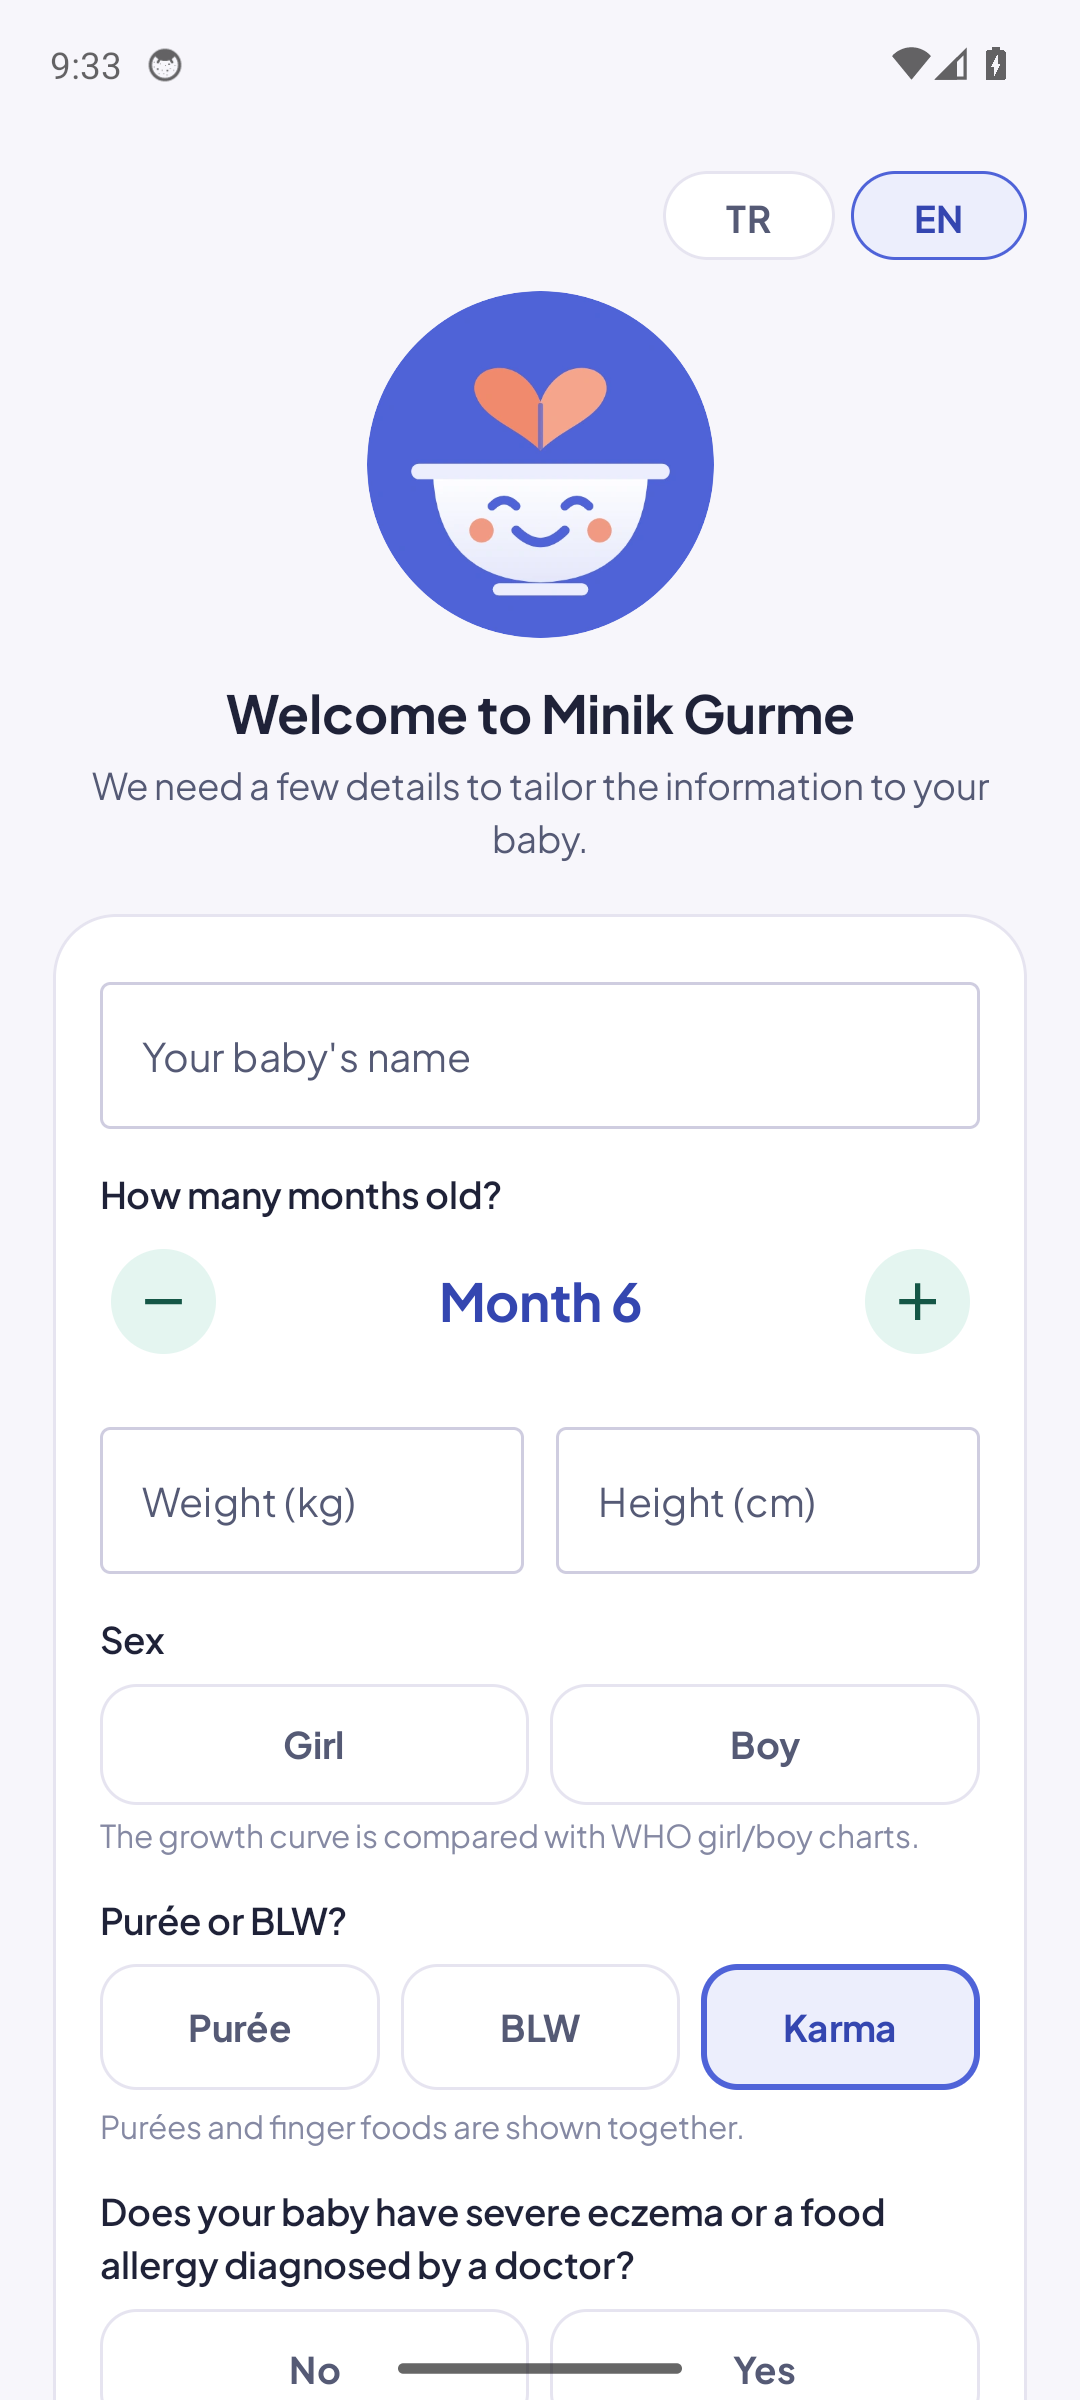 9:33
TR
EN
Welcome to Minik Gurme
We need a few details to tailor the information to your
baby.
Your baby's name
How many months old?
Month 6
Weight (kg)
Height (cm)
Sex
Girl
Boy
The growth curve is compared with WHO girl/boy charts.
Purée or BLW?
Purée
BLW
Karma
Purées and finger foods are shown together.
Does your baby have severe eczema or a food
allergy diagnosed by a doctor?
No
Yes